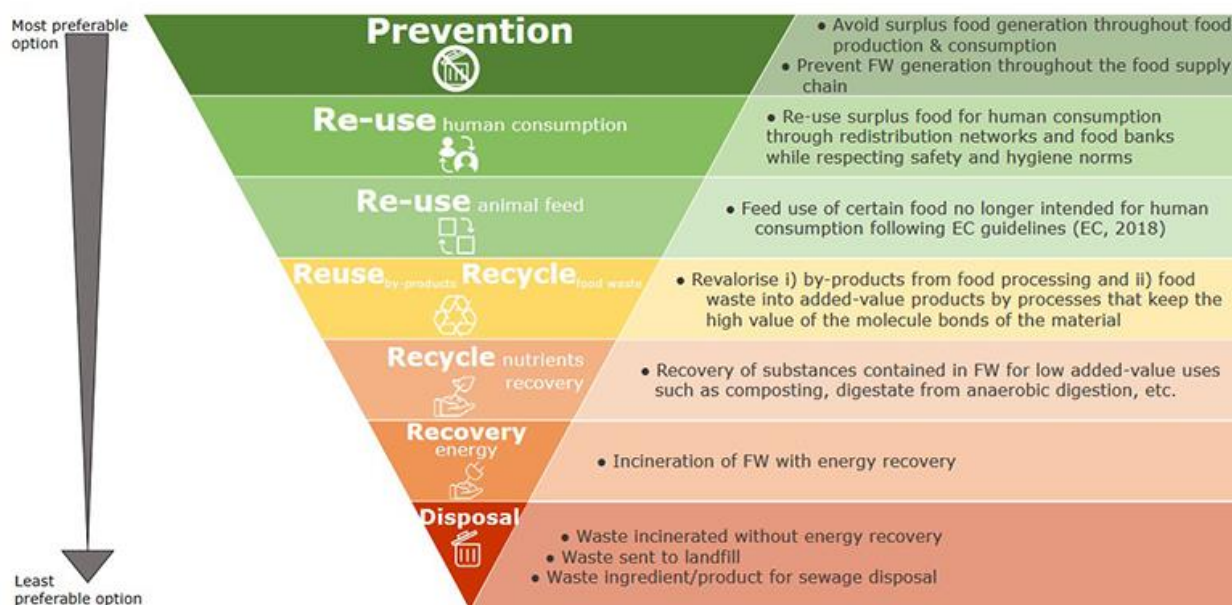 Most preferable
option
Prevention
● Avoid surplus food generation throughout food
production & consumption
● Prevent FW generation throughout the food supply
chain
Re-use human consumption
● Re-use surplus food for human consumption
through redistribution networks and food banks
while respecting safety and hygiene norms
Re-use animal feed
● Feed use of certain food no longer intended for human
consumption following EC guidelines (EC, 2018)
Reuse by-products Recycle food waste
● Revalorise i) by-products from food processing and ii) food
waste into added-value products by processes that keep the
high value of the molecule bonds of the material
Recycle nutrients
recovery
● Recovery of substances contained in FW for low added-value uses
such as composting, digestate from anaerobic digestion, etc.
Recovery
energy
● Incineration of FW with energy recovery
Disposal
● Waste incinerated without energy recovery
● Waste sent to landfill
● Waste ingredient/product for sewage disposal
Least
preferable option